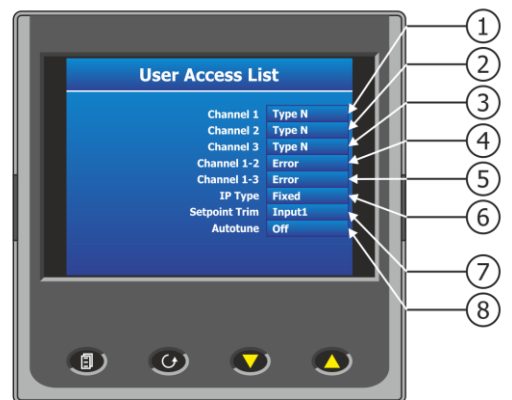 User Access List
Channel 1 Type N
Channel 2 Type N
Channel 3 Type N
Channel 1-2 Error
Channel 1-3 Error
IP Type Fixed
Setpoint Trim Input1
Autotune Off
1
2
3
4
5
6
7
8